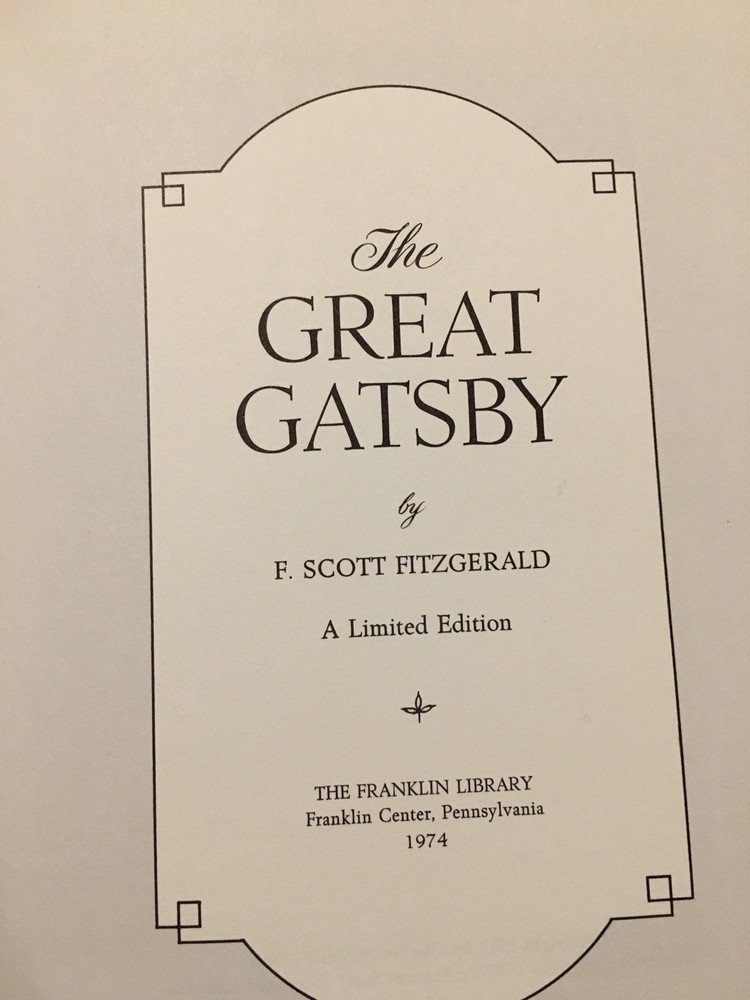 The
GREAT
GATSBY
by
F. SCOTT FITZGERALD
A Limited Edition
THE FRANKLIN LIBRARY
Franklin Center, Pennsylvania
1974